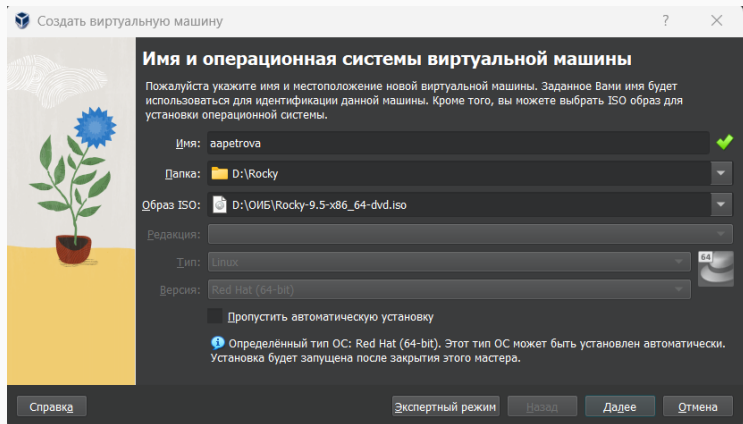 Создать виртуальную машину
Имя и операционная системы виртуальной машины
Пожалуйста укажите имя и местоположение новой виртуальной машины. Заданное Вами имя будет
использоваться для идентификации данной машины. Кроме того, вы можете выбрать ISO образ для
установки операционной системы.
Имя: aapetrova
Папка: D:\Rocky
Образ ISO: D:\ОИБ\Rocky-9.5-x86_64-dvd.iso
Редакция:
Тип: Linux
64
Версия: Red Hat (64-bit)
Пропустить автоматическую установку
Определённый тип ОС: Red Hat (64-bit). Этот тип ОС может быть установлен автоматически.
Установка будет запущена после закрытия этого мастера.
Справка Экспертный режим Назад Далее Отмена